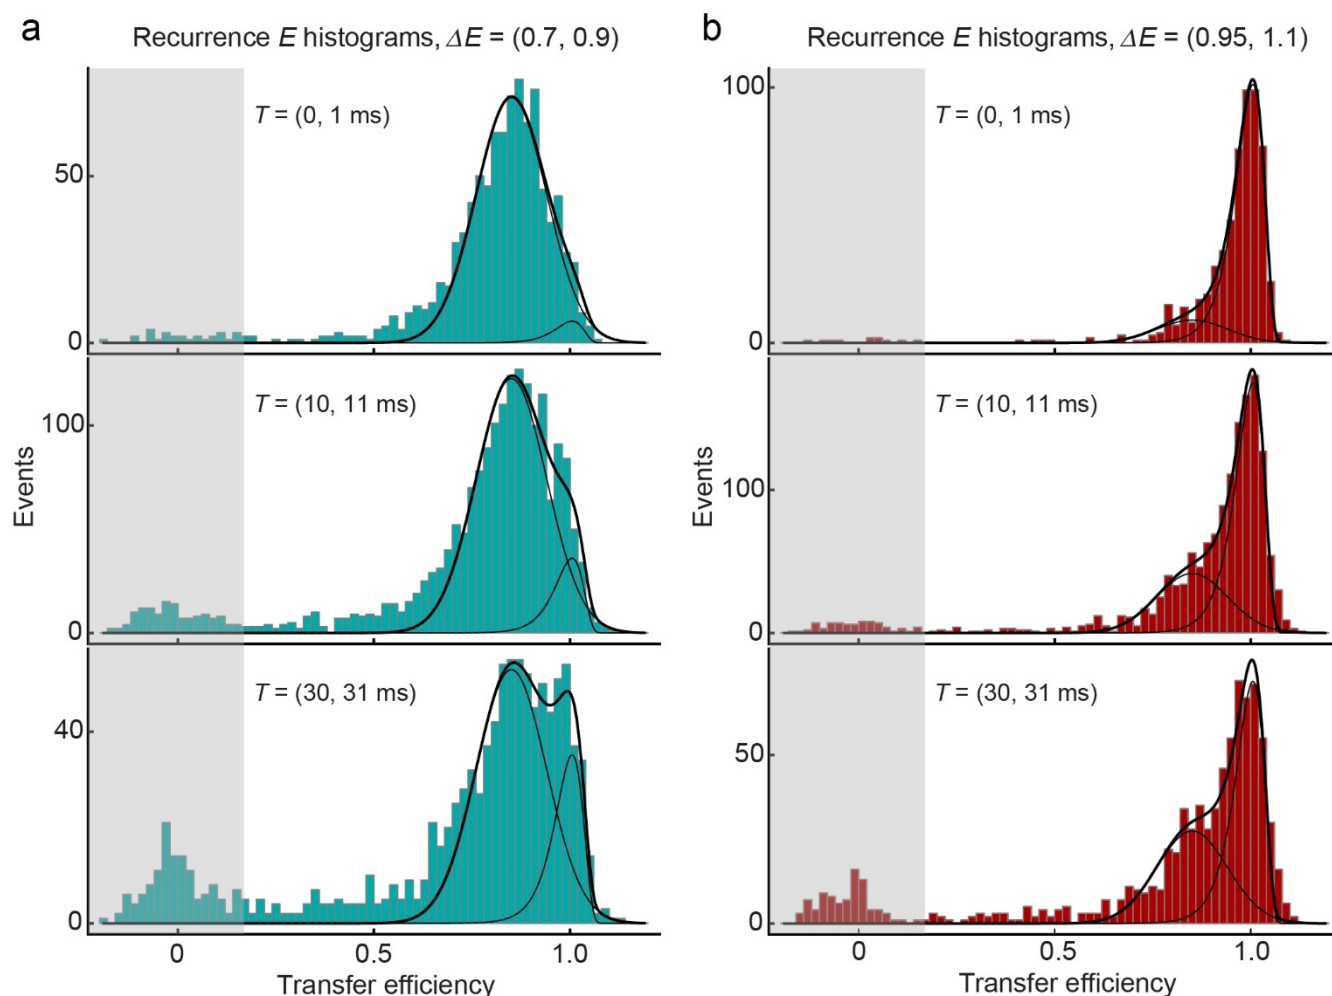 a
Recurrence E histograms, ΔE = (0.7, 0.9)
T = (0, 1 ms)
50
0
T = (10, 11 ms)
100
0
T = (30, 31 ms)
40
0
Events
0 0.5 1.0
Transfer efficiency
b
Recurrence E histograms, ΔE = (0.95, 1.1)
T = (0, 1 ms)
100
0
T = (10, 11 ms)
100
0
T = (30, 31 ms)
50
0
Events
0 0.5 1.0
Transfer efficiency